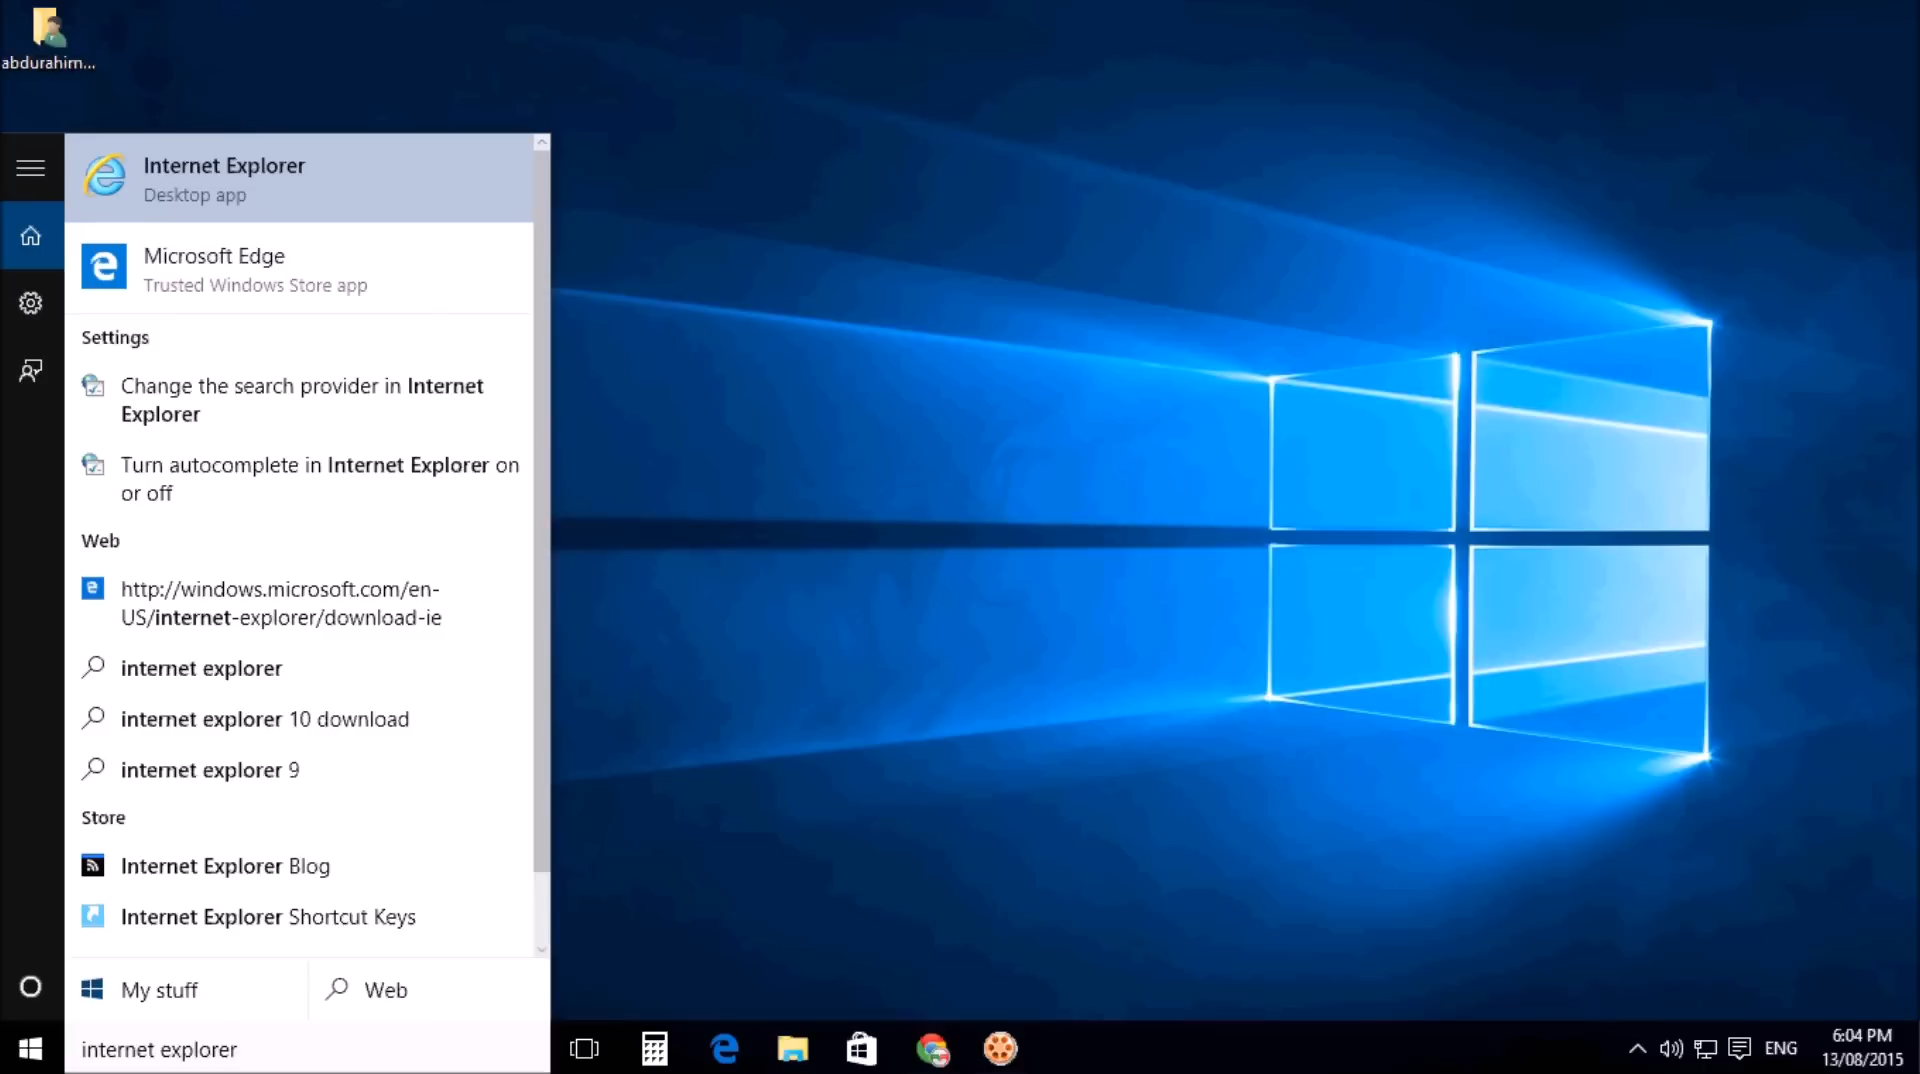 abdurahim...
Internet Explorer
Desktop app
Microsoft Edge
Trusted Windows Store app
Settings
Change the search provider in Internet
Explorer
Turn autocomplete in Internet Explorer on
or off
Web
http://windows.microsoft.com/en-
US/internet-explorer/download-ie
internet explorer
internet explorer 10 download
internet explorer 9
Store
Internet Explorer Blog
Internet Explorer Shortcut Keys
My stuff
Web
internet explorer
ENG
6:04 PM
13/08/2015